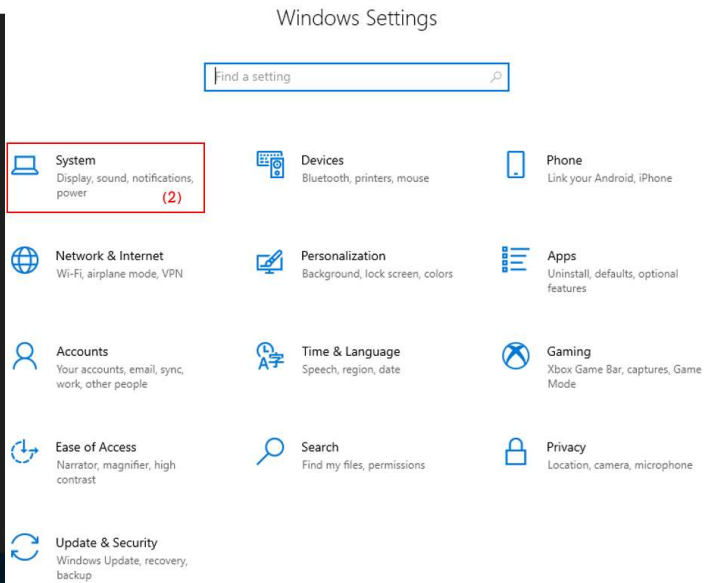 Windows Settings
Find a setting
System
Display, sound, notifications,
power
(2)
Devices
Bluetooth, printers, mouse
Phone
Link your Android, iPhone
Network & Internet
Wi-Fi, airplane mode, VPN
Personalization
Background, lock screen, colors
Apps
Uninstall, defaults, optional
features
Accounts
Your accounts, email, sync,
work, other people
Time & Language
Speech, region, date
Gaming
Xbox Game Bar, captures, Game
Mode
Ease of Access
Narrator, magnifier, high
contrast
Search
Find my files, permissions
Privacy
Location, camera, microphone
Update & Security
Windows Update, recovery,
backup